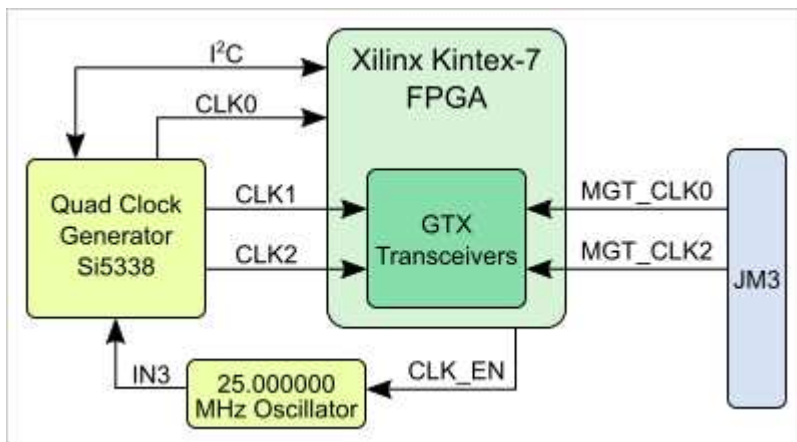 I²C
CLK0
Xilinx Kintex-7
FPGA
Quad Clock
Generator
Si5338
CLK1
CLK2
GTX
Transceivers
MGT_CLK0
MGT_CLK2
JM3
IN3
25.000000
MHz Oscillator
CLK_EN